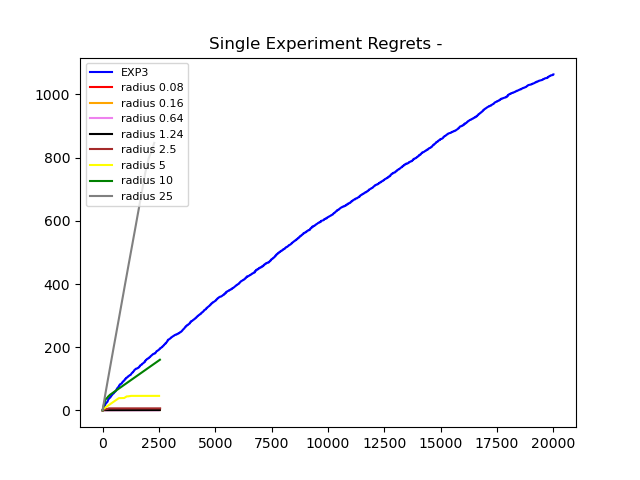 Single Experiment Regrets -
EXP3
radius 0.08
radius 0.16
radius 0.64
radius 1.24
radius 2.5
radius 5
radius 10
radius 25
1000
800
600
400
200
0
0 2500 5000 7500 10000 12500 15000 17500 20000